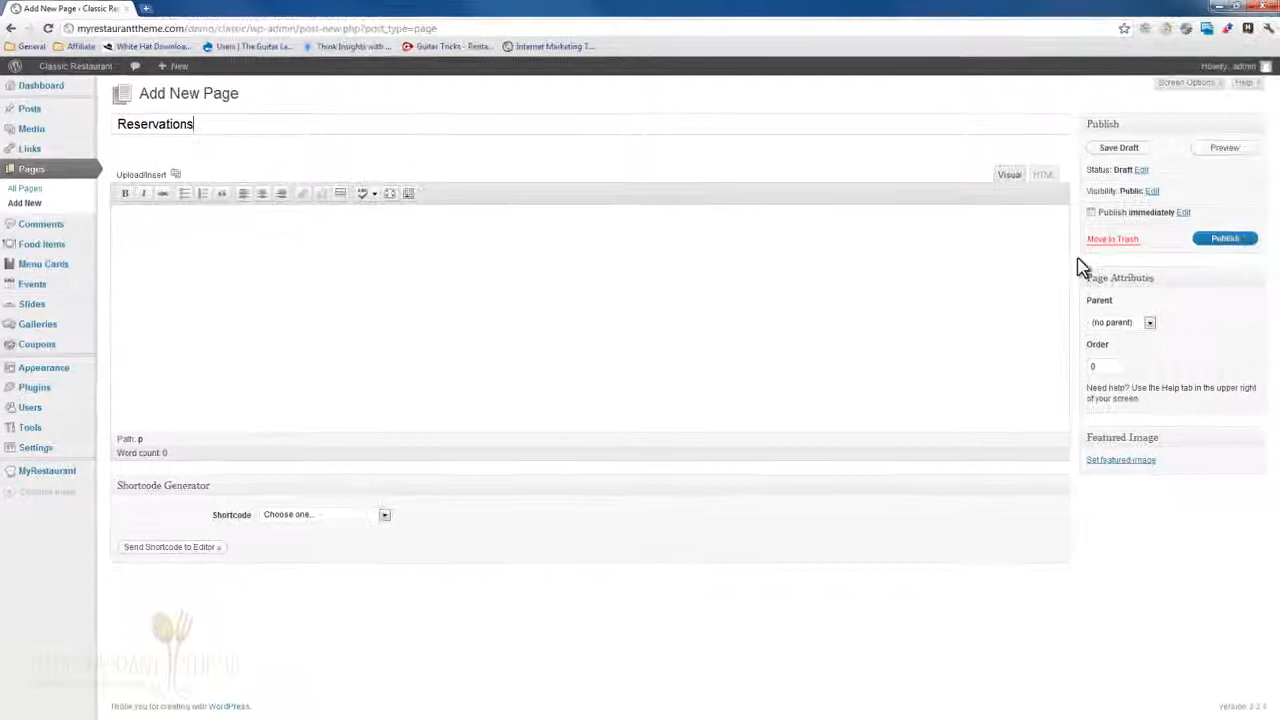 Add New Page ‹ Classic Re
myrestauranttheme.com/demo/classic/wp-admin/post-new.php?post_type=page
General
Affiliate
White Hat Downloa...
Users | The Guitar La...
Think Insights with ...
Guitar Tricks - Renta...
Internet Marketing T...
Classic Restaurant
+ New
Howdy, admin
Dashboard
Add New Page
Screen Options
Help
Posts
Media
Links
Pages
All Pages
Add New
Comments
Food Items
Menu Cards
Events
Slides
Galleries
Coupons
Appearance
Plugins
Users
Tools
Settings
MyRestaurant
Reservations
Upload/Insert
Visual
HTML
B I ABC
ABC
Path: p
Word count: 0
Shortcode Generator
Shortcode
Choose one...
Send Shortcode to Editor »
Publish
Save Draft
Preview
Status: Draft Edit
Visibility: Public Edit
Publish immediately Edit
Move to Trash
Publish
Page Attributes
Parent
(no parent)
Order
0
Need help? Use the Help tab in the upper right
of your screen.
Featured Image
Set featured image
Thank you for creating with WordPress.